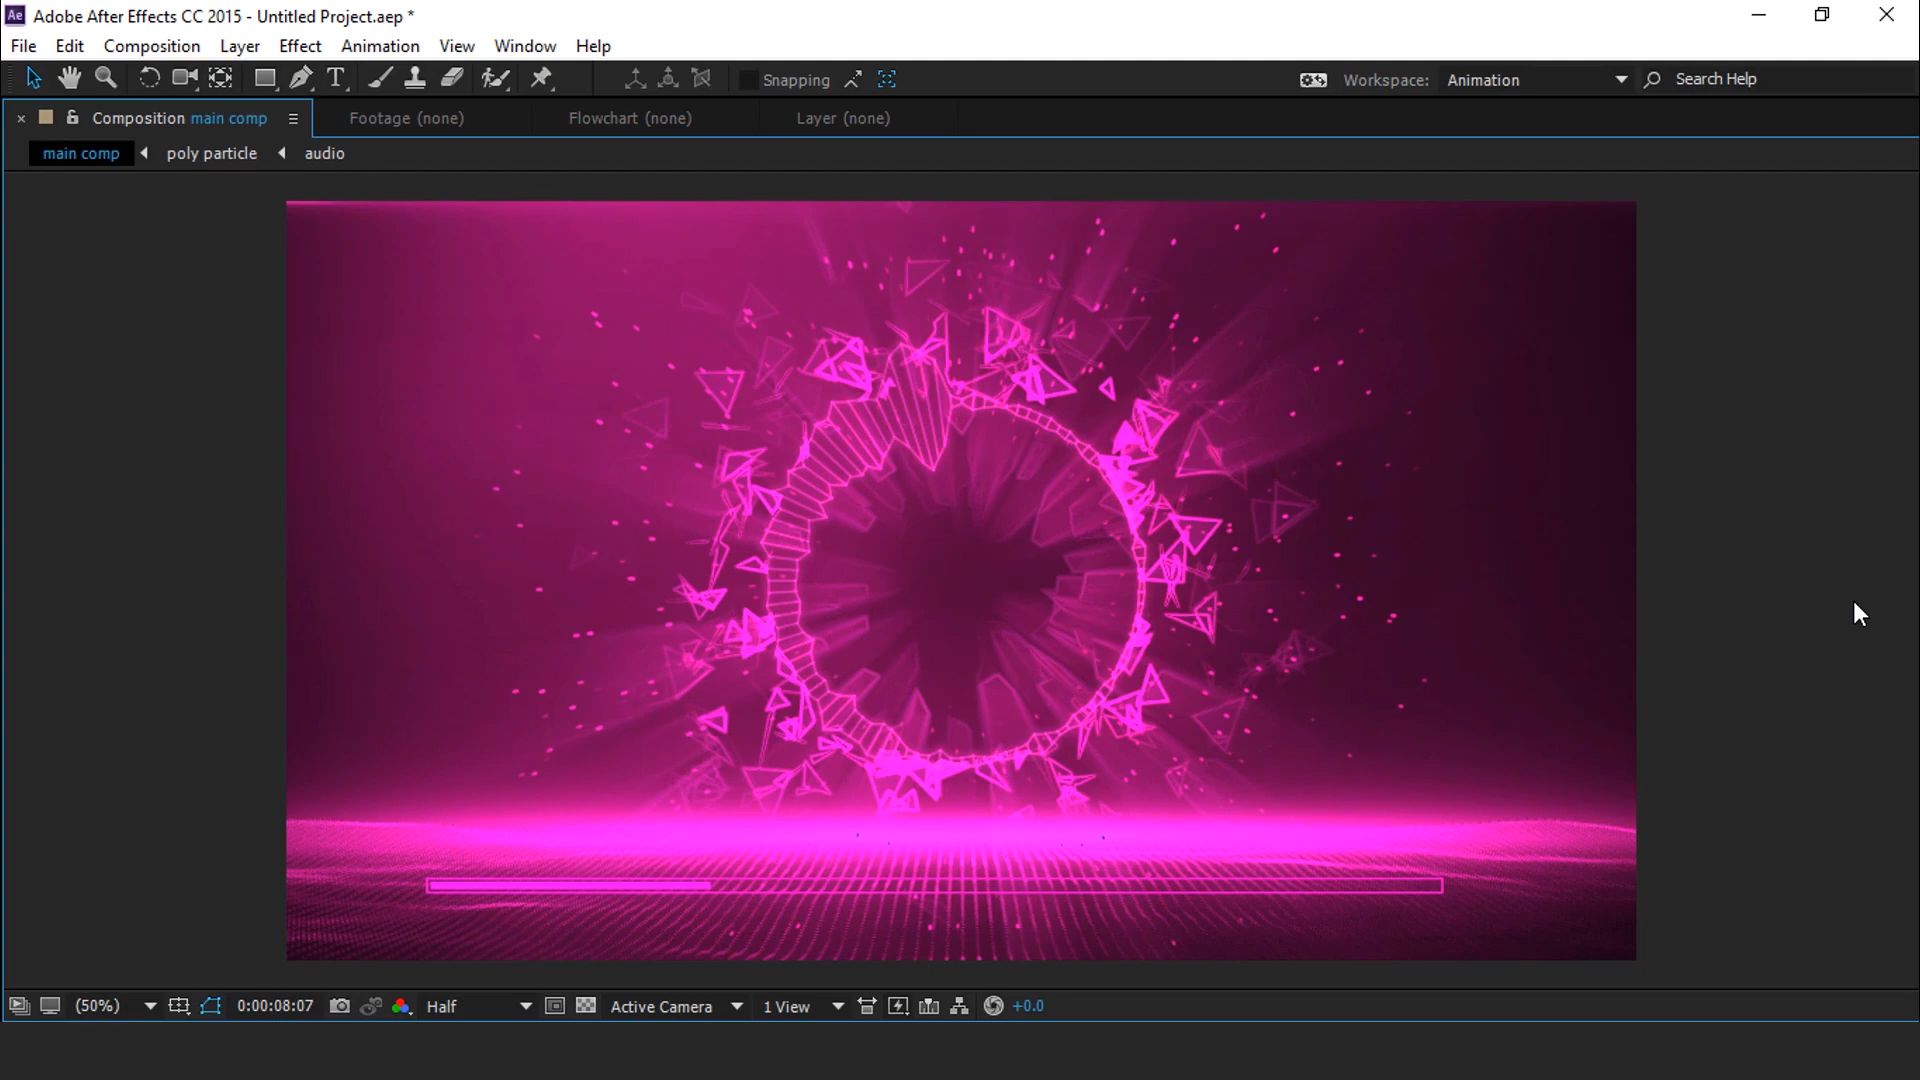 Ae Adobe After Effects CC 2015 - Untitled Project.aep *
File Edit Composition Layer Effect Animation View Window Help
T Snapping Workspace: Animation Search Help
× Composition main comp Footage (none) Flowchart (none) Layer (none)
main comp poly particle audio
(50%) 0:00:08:07 Half Active Camera 1 View +0.0